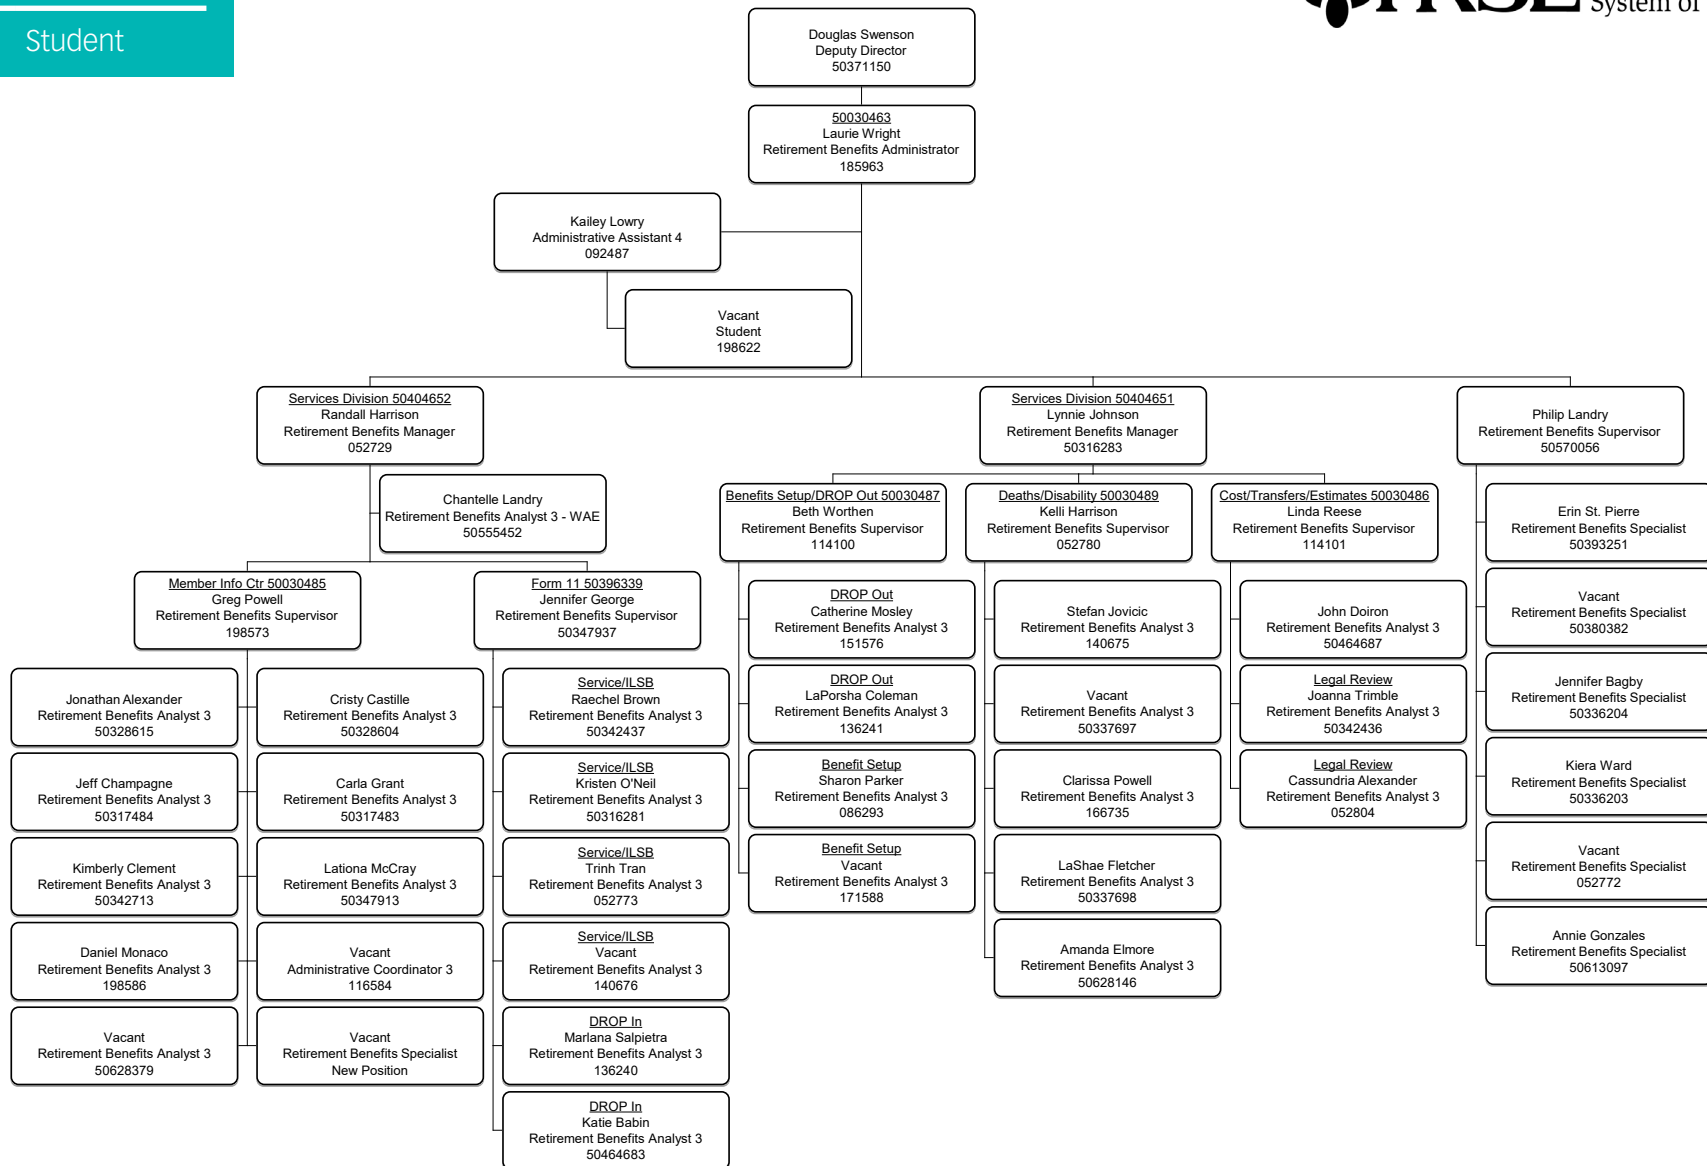 Student
System of
Douglas Swenson
Deputy Director
50371150
50030463
Laurie Wright
Retirement Benefits Administrator
185963
Kailey Lowry
Administrative Assistant 4
092487
Vacant
Student
198622
Services Division 50404652
Randall Harrison
Retirement Benefits Manager
052729
Services Division 50404651
Lynnie Johnson
Retirement Benefits Manager
50316283
Philip Landry
Retirement Benefits Supervisor
50570056
Chantelle Landry
Retirement Benefits Analyst 3 - WAE
50555452
Member Info Ctr 50030485
Greg Powell
Retirement Benefits Supervisor
198573
Form 11 50396339
Jennifer George
Retirement Benefits Supervisor
50347937
Benefits Setup/DROP Out 50030487
Beth Worthen
Retirement Benefits Supervisor
114100
Deaths/Disability 50030489
Kelli Harrison
Retirement Benefits Supervisor
052780
Cost/Transfers/Estimates 50030486
Linda Reese
Retirement Benefits Supervisor
114101
Jonathan Alexander
Retirement Benefits Analyst 3
50328615
Jeff Champagne
Retirement Benefits Analyst 3
50317484
Kimberly Clement
Retirement Benefits Analyst 3
50342713
Daniel Monaco
Retirement Benefits Analyst 3
198586
Vacant
Retirement Benefits Analyst 3
50628379
Cristy Castille
Retirement Benefits Analyst 3
50328604
Carla Grant
Retirement Benefits Analyst 3
50317483
Lationa McCray
Retirement Benefits Analyst 3
50347913
Vacant
Administrative Coordinator 3
116584
Vacant
Retirement Benefits Specialist
New Position
Service/ILSB
Raechel Brown
Retirement Benefits Analyst 3
50342437
Service/ILSB
Kristen O'Neil
Retirement Benefits Analyst 3
50316281
Service/ILSB
Trinh Tran
Retirement Benefits Analyst 3
052773
Service/ILSB
Vacant
Retirement Benefits Analyst 3
140676
DROP In
Marlana Salpietra
Retirement Benefits Analyst 3
136240
DROP In
Katie Babin
Retirement Benefits Analyst 3
50464683
DROP Out
Catherine Mosley
Retirement Benefits Analyst 3
151576
DROP Out
LaPorsha Coleman
Retirement Benefits Analyst 3
136241
Benefit Setup
Sharon Parker
Retirement Benefits Analyst 3
086293
Benefit Setup
Vacant
Retirement Benefits Analyst 3
171588
Stefan Jovicic
Retirement Benefits Analyst 3
140675
Vacant
Retirement Benefits Analyst 3
50337697
Clarissa Powell
Retirement Benefits Analyst 3
166735
LaShae Fletcher
Retirement Benefits Analyst 3
50337698
Amanda Elmore
Retirement Benefits Analyst 3
50628146
John Doiron
Retirement Benefits Analyst 3
50464687
Legal Review
Joanna Trimble
Retirement Benefits Analyst 3
50342436
Legal Review
Cassundria Alexander
Retirement Benefits Analyst 3
052804
Erin St. Pierre
Retirement Benefits Specialist
50393251
Vacant
Retirement Benefits Specialist
50380382
Jennifer Bagby
Retirement Benefits Specialist
50336204
Kiera Ward
Retirement Benefits Specialist
50336203
Vacant
Retirement Benefits Specialist
052772
Annie Gonzales
Retirement Benefits Specialist
50613097